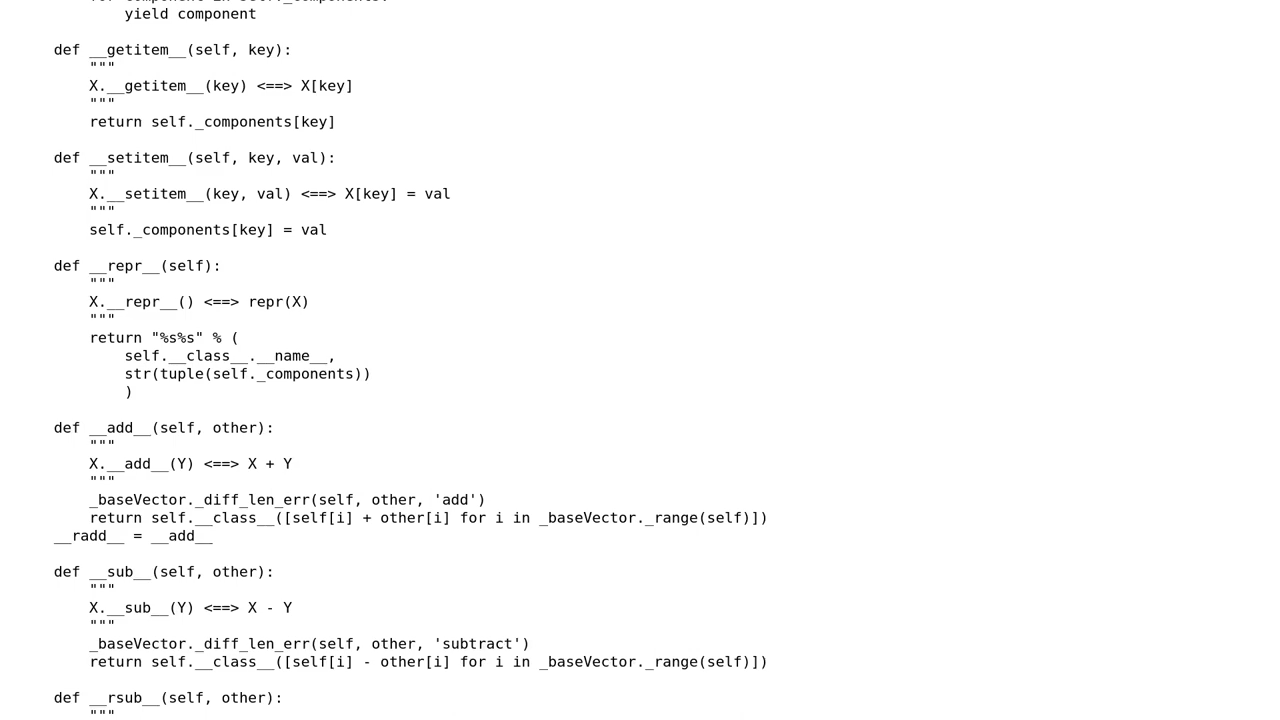 yield component

def __getitem__(self, key):
    """
    X.__getitem__(key) <==> X[key]
    """
    return self._components[key]

def __setitem__(self, key, val):
    """
    X.__setitem__(key, val) <==> X[key] = val
    """
    self._components[key] = val

def __repr__(self):
    """
    X.__repr__() <==> repr(X)
    """
    return "%s%s" % (
        self.__class__.__name__,
        str(tuple(self._components))
        )

def __add__(self, other):
    """
    X.__add__(Y) <==> X + Y
    """
    _baseVector._diff_len_err(self, other, 'add')
    return self.__class__([self[i] + other[i] for i in _baseVector._range(self)])
__radd__ = __add__

def __sub__(self, other):
    """
    X.__sub__(Y) <==> X - Y
    """
    _baseVector._diff_len_err(self, other, 'subtract')
    return self.__class__([self[i] - other[i] for i in _baseVector._range(self)])

def __rsub__(self, other):
    """